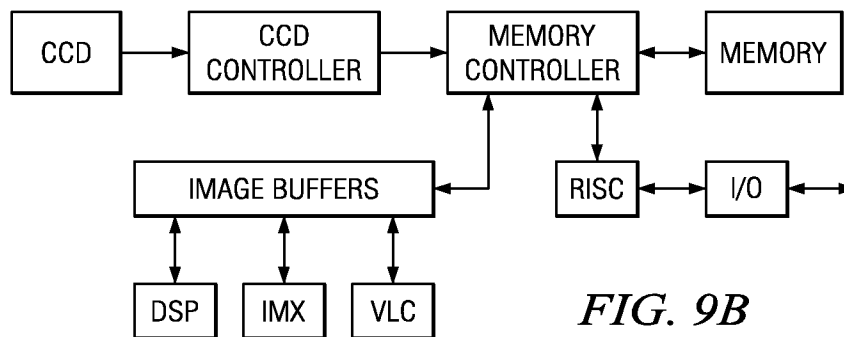 CCD
CCD
CONTROLLER
MEMORY
CONTROLLER
MEMORY
IMAGE BUFFERS
RISC
I/O
DSP
IMX
VLC
FIG. 9B